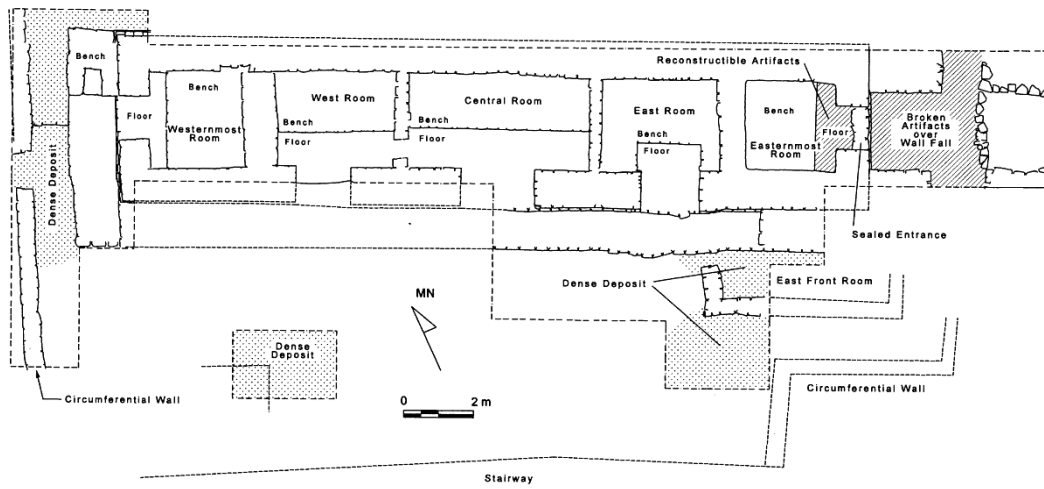 Bench
Reconstructible Artifacts
Bench
West Room
Central Room
East Room
Bench
Floor
Westernmost
Room
Bench
Floor
Floor
Bench
Floor
Floor
Easternmost
Room
Broken
Artifacts
over
Wall Fall
Dense Deposit
Sealed Entrance
Dense Deposit
East Front Room
MN
Dense
Deposit
Circumferential Wall
0 2 m
Circumferential Wall
Stairway